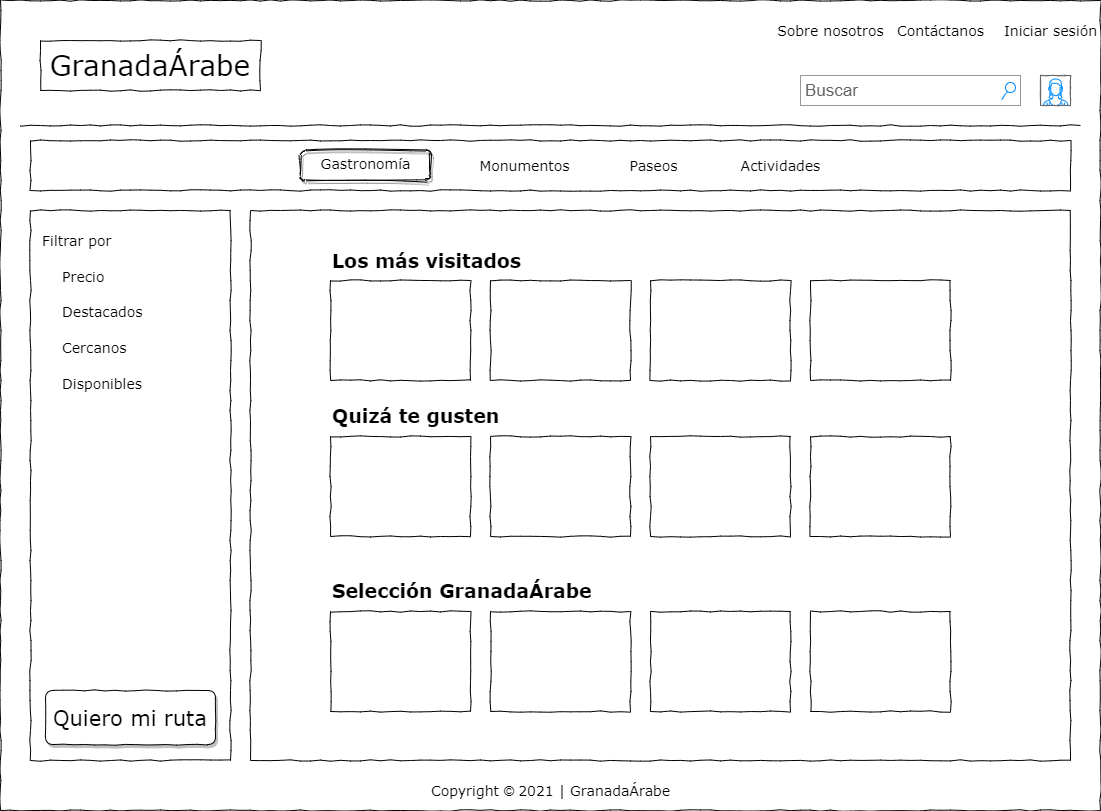 Sobre nosotros Contáctanos Iniciar sesión
GranadaÁrabe
Buscar
Gastronomía Monumentos Paseos Actividades
Filtrar por
Precio
Destacados
Cercanos
Disponibles
Quiero mi ruta
Los más visitados
Quizá te gusten
Selección GranadaÁrabe
Copyright © 2021 | GranadaÁrabe